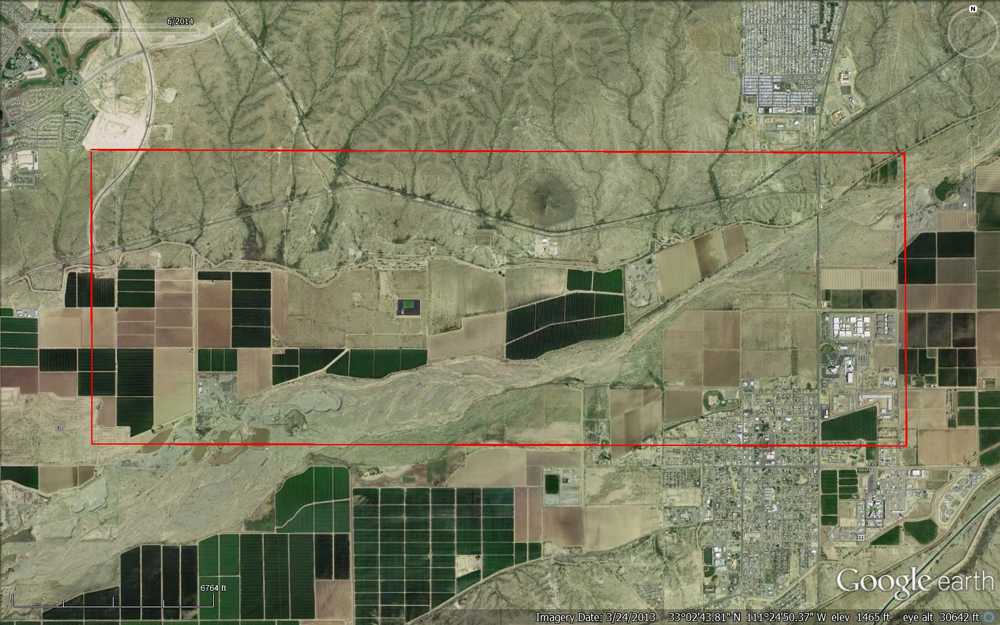 6/2014
N
6764 ft
Google earth
Imagery Date: 3/24/2013 33°02'43.81" N 111°24'50.37" W elev 1465 ft eye alt 30642 ft